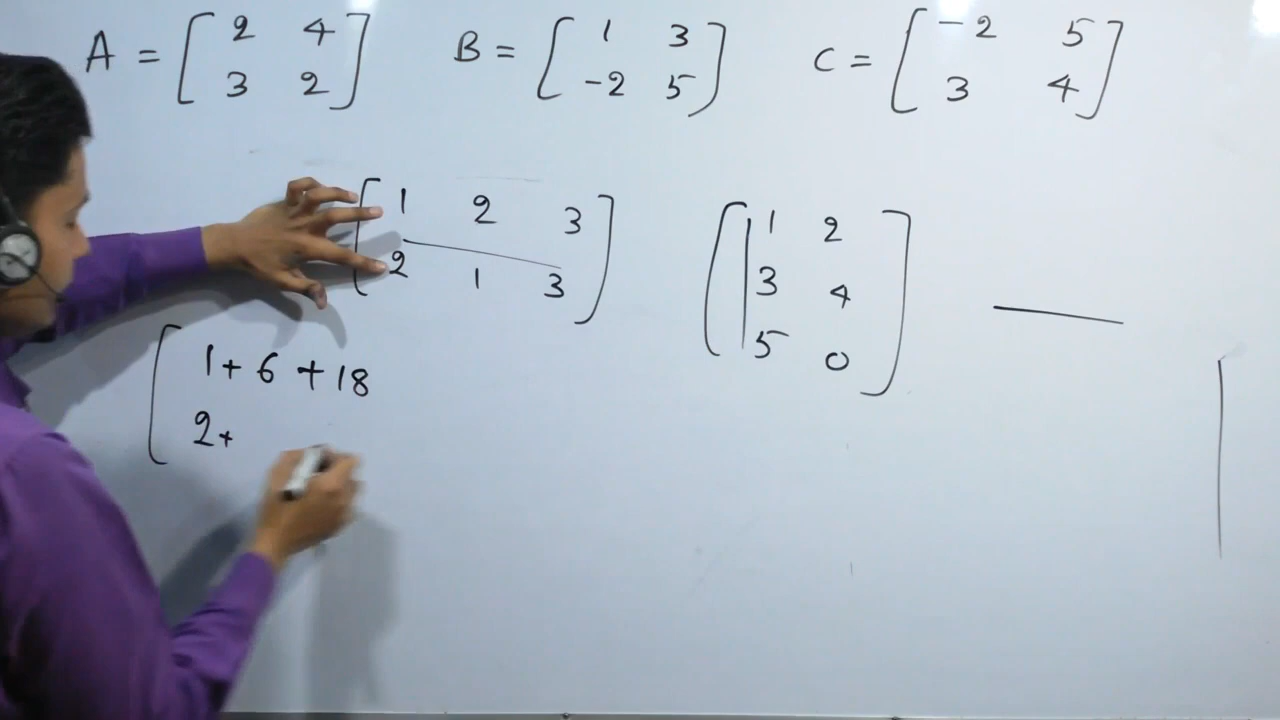 A = [ 2 4 B = [ 1 3 C = [ -2 5
3 2 ] -2 5 ] 3 4 ]
[ 1 2 3 ] [ 1 2 ]
2 1 3 3 4
5 0
[ 1 + 6 + 18
2 +